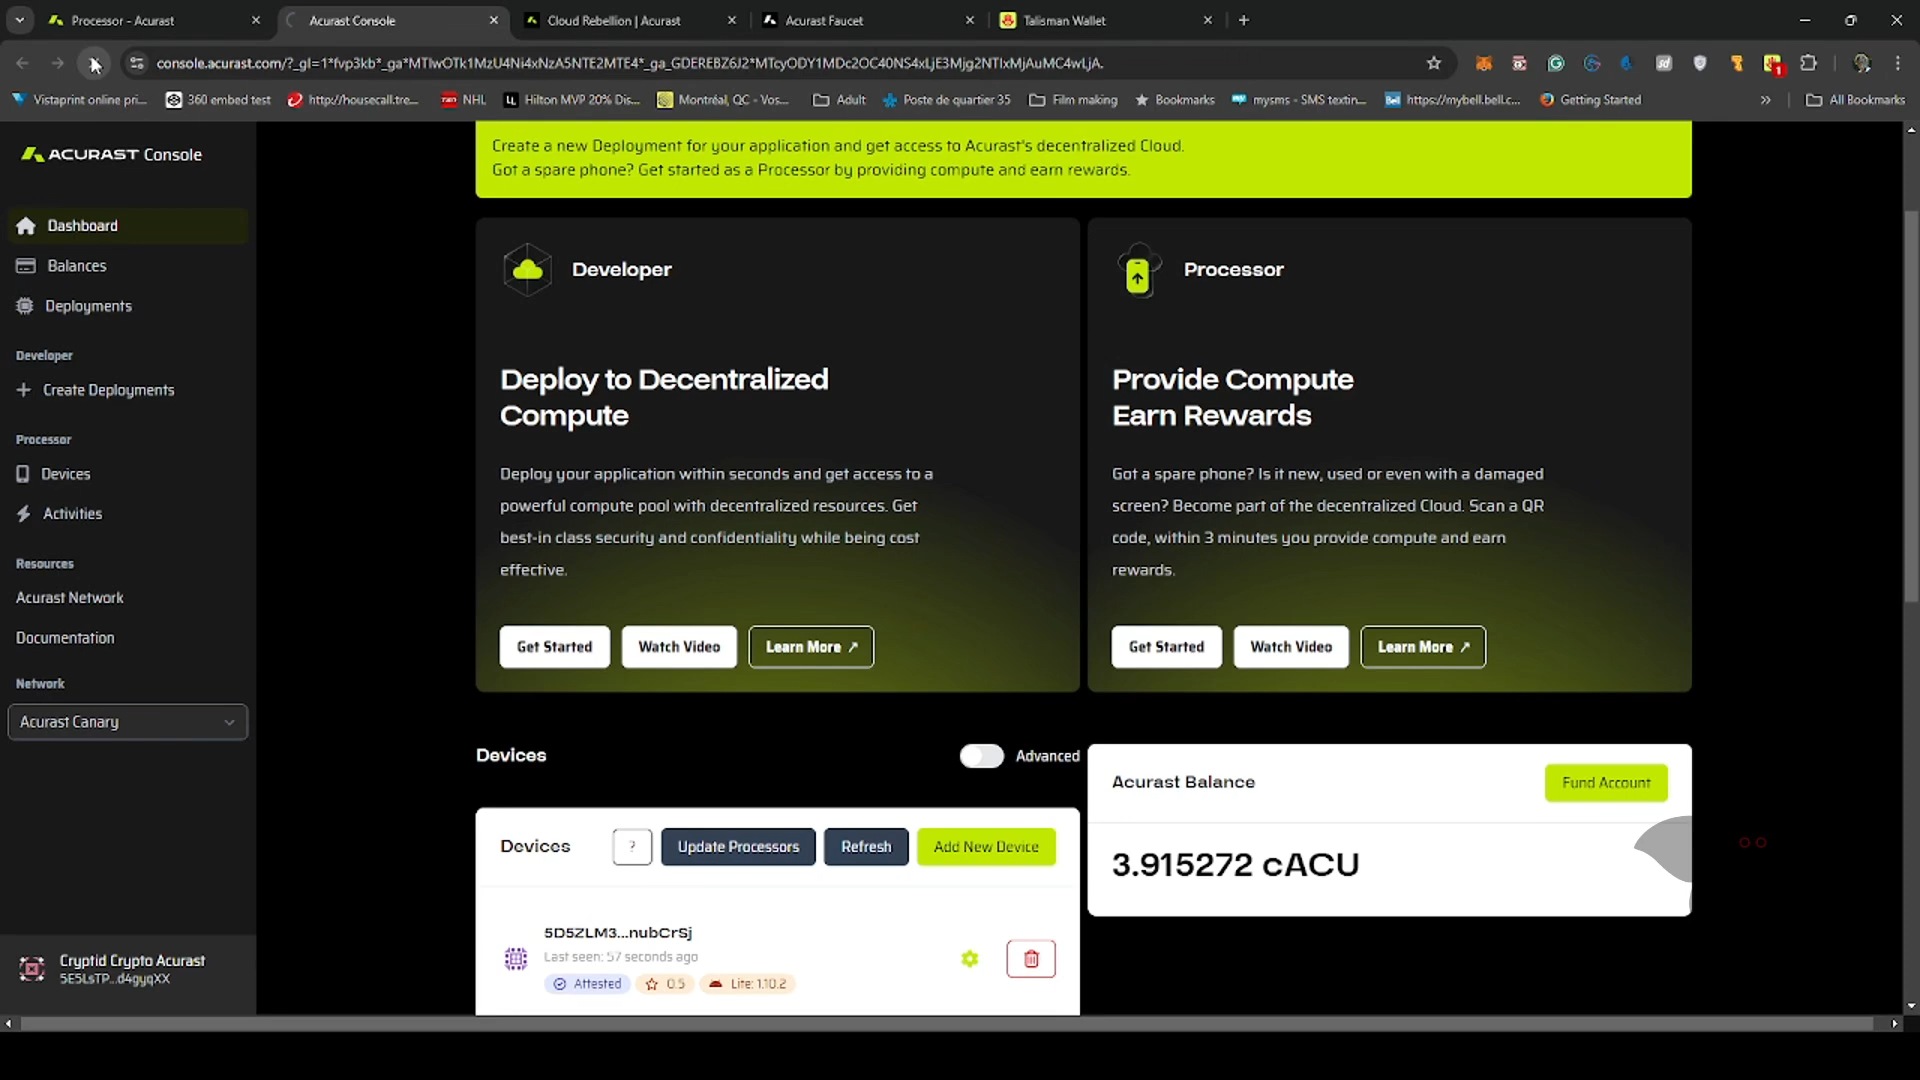 Processor - Acurast
Acurast Console
Cloud Rebellion | Acurast
Acurast Faucet
Talisman Wallet
Vistaprint online pri...
360 embed test
http://housecall.tre...
NHL
Hilton MVP 20% Dis...
Montréal, QC - Vos...
Adult
Poste de quartier 35
Film making
Bookmarks
mysms - SMS textin...
https://mybell.bell.c...
Getting Started
All Bookmarks
ACURAST Console
Dashboard
Balances
Deployments
Developer
Create Deployments
Processor
Devices
Activities
Resources
Acurast Network
Documentation
Network
Acurast Canary
Cryptid Crypto Acurast
5E5LsTP...d4gyqXX
Create a new Deployment for your application and get access to Acurast's decentralized Cloud.
Got a spare phone? Get started as a Processor by providing compute and earn rewards.
Developer
Deploy to Decentralized
Compute
Deploy your application within seconds and get access to a
powerful compute pool with decentralized resources. Get
best-in class security and confidentiality while being cost
effective.
Get Started
Watch Video
Learn More ↗
Processor
Provide Compute
Earn Rewards
Got a spare phone? Is it new, used or even with a damaged
screen? Become part of the decentralized Cloud. Scan a QR
code, within 3 minutes you provide compute and earn
rewards.
Get Started
Watch Video
Learn More ↗
Devices
Advanced
Devices
?
Update Processors
Refresh
Add New Device
5D5ZLM3...nubCrSj
Last seen: 57 seconds ago
Attested
0.5
Lite: 1.10.2
Acurast Balance
Fund Account
3.915272 cACU